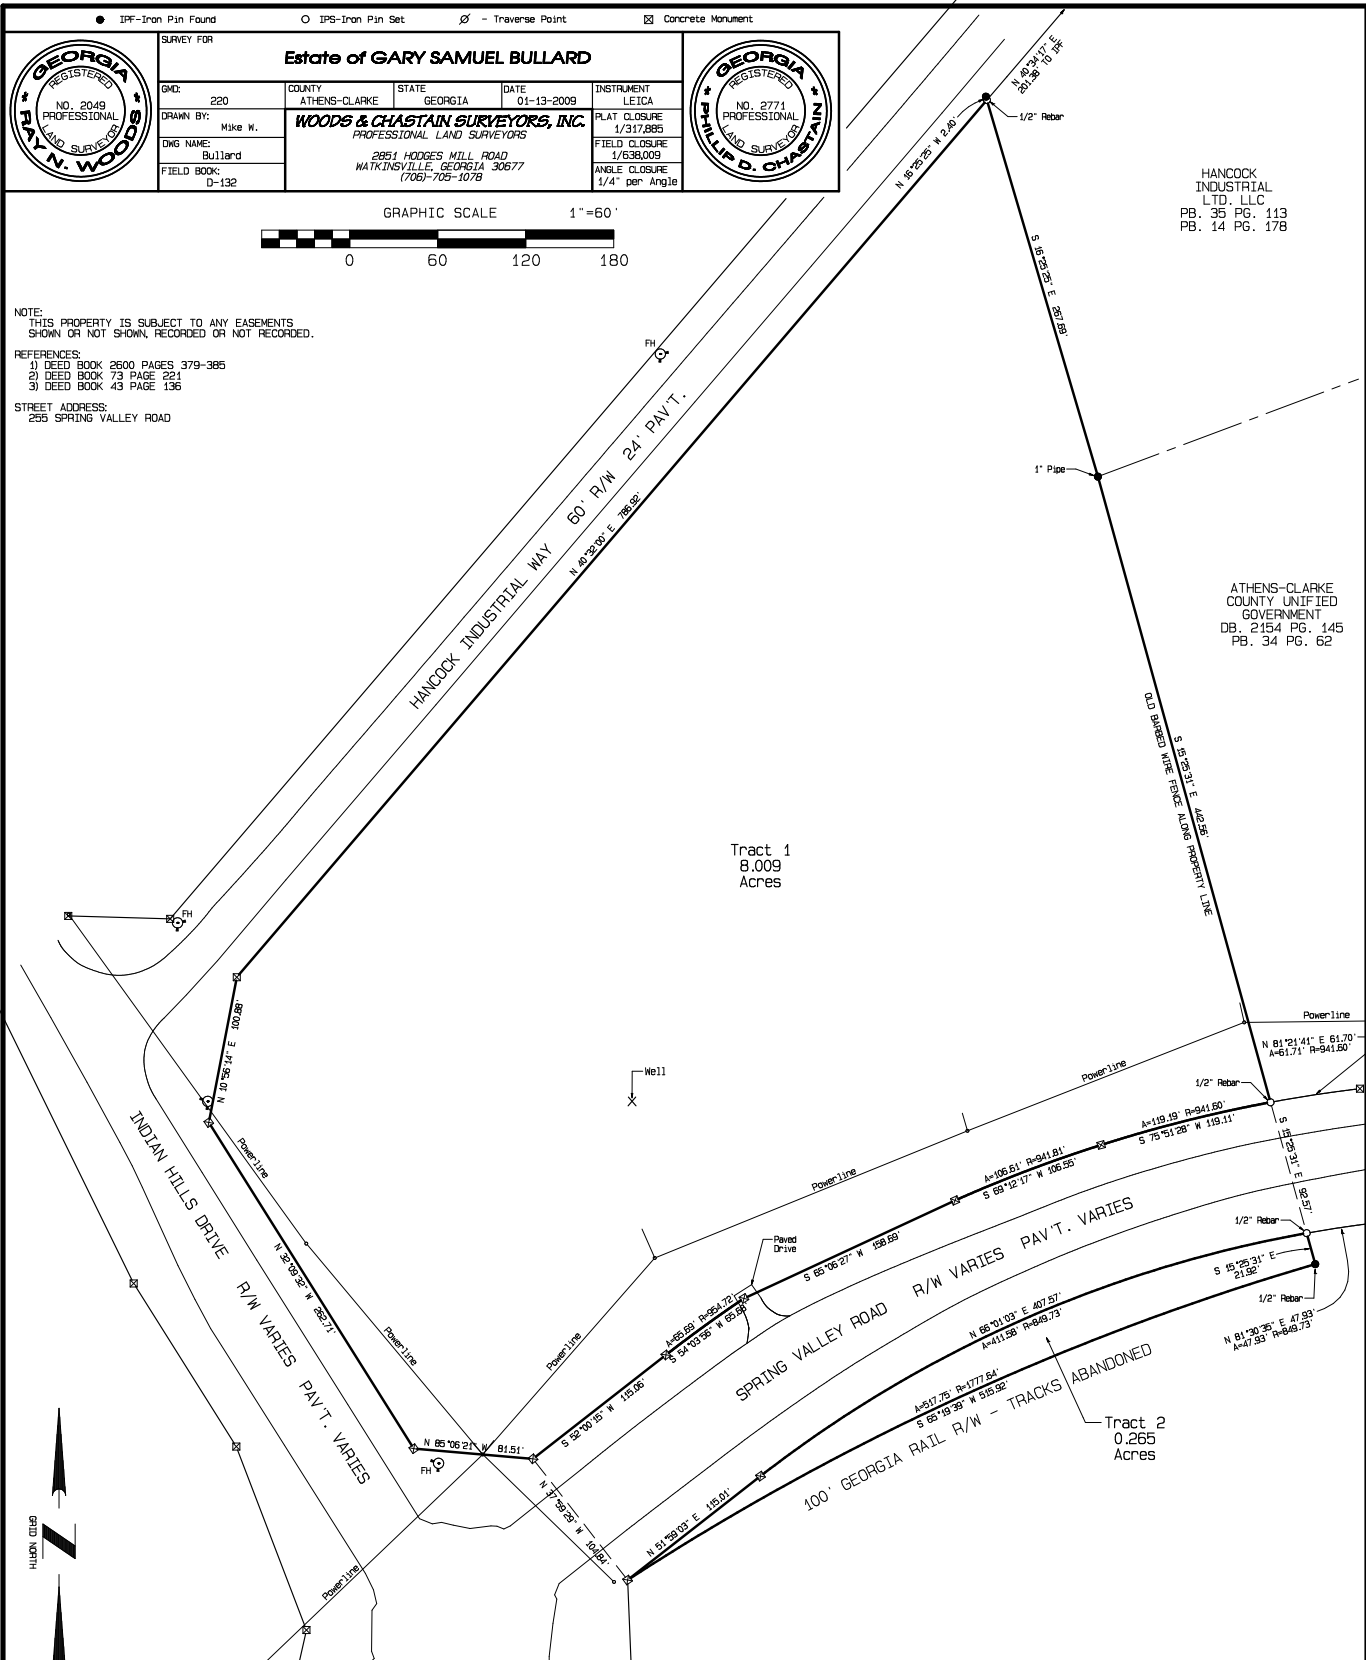 IPF-Iron Pin Found
IPS-Iron Pin Set
- Traverse Point
Concrete Monument
GEORGIA
REGISTERED
NO. 2049
PROFESSIONAL
LAND SURVEYOR
* RAY N. WOODS *
SURVEY FOR
Estate of GARY SAMUEL BULLARD
GMD:
220
COUNTY
ATHENS-CLARKE
STATE
GEORGIA
DATE
01-13-2009
INSTRUMENT
LEICA
DRAWN BY:
Mike W.
DWG NAME:
Bullard
FIELD BOOK:
D-132
WOODS & CHASTAIN SURVEYORS, INC.
PROFESSIONAL LAND SURVEYORS
2851 HODGES MILL ROAD
WATKINSVILLE, GEORGIA 30677
(706)-705-1078
PLAT CLOSURE
1/317,885
FIELD CLOSURE
1/638,009
ANGLE CLOSURE
1/4" per Angle
GEORGIA
REGISTERED
NO. 2771
PROFESSIONAL
LAND SURVEYOR
* PHILLIP D. CHASTAIN *
GRAPHIC SCALE 1"=60'
0 60 120 180
NOTE:
THIS PROPERTY IS SUBJECT TO ANY EASEMENTS
SHOWN OR NOT SHOWN, RECORDED OR NOT RECORDED.
REFERENCES:
1) DEED BOOK 2600 PAGES 379-385
2) DEED BOOK 73 PAGE 221
3) DEED BOOK 43 PAGE 136
STREET ADDRESS:
255 SPRING VALLEY ROAD
N 40°34'17" E
201.38' TO IPF
1/2" Rebar
N 16°25'25" W 2.40'
HANCOCK
INDUSTRIAL
LTD. LLC
PB. 35 PG. 113
PB. 14 PG. 178
S 16°25'25" E 267.69'
FH
HANCOCK INDUSTRIAL WAY 60' R/W 24' PAV'T.
N 40°32'00" E 786.92'
1" Pipe
ATHENS-CLARKE
COUNTY UNIFIED
GOVERNMENT
DB. 2154 PG. 145
PB. 34 PG. 62
S 15°25'31" E 442.56'
OLD BARBED WIRE FENCE ALONG PROPERTY LINE
Tract 1
8.009
Acres
FH
N 10°56'14" E 100.88'
Well
Powerline
N 81°21'41" E 61.70'
A=61.71' R=941.60'
1/2" Rebar
Powerline
A=119.19' R=941.60'
S 75°51'28" W 119.11'
S 15°25'31" E 92.57'
A=106.61' R=941.81'
S 69°12'17" W 106.55'
Powerline
INDIAN HILLS DRIVE R/W VARIES PAV'T. VARIES
Powerline
N 32°09'32" W 262.71'
Paved
Drive
S 65°06'27" W 158.69'
SPRING VALLEY ROAD R/W VARIES PAV'T. VARIES
1/2" Rebar
S 15°25'31" E
21.92'
1/2" Rebar
N 81°30'35" E 47.93'
A=47.93' R=849.73'
A=65.69' R=954.72'
S 54°03'56" W 65.68'
N 66°01'03" E 407.57'
A=411.58' R=849.73'
Powerline
Powerline
A=517.75' R=1777.64'
S 65°19'39" W 515.92'
100' GEORGIA RAIL R/W - TRACKS ABANDONED
Tract 2
0.265
Acres
S 52°00'15" W 115.06'
N 85°06'21" W 81.51'
FH
N 37°59'29" W 104.84'
N 51°59'03" E 115.01'
Powerline
GRID NORTH